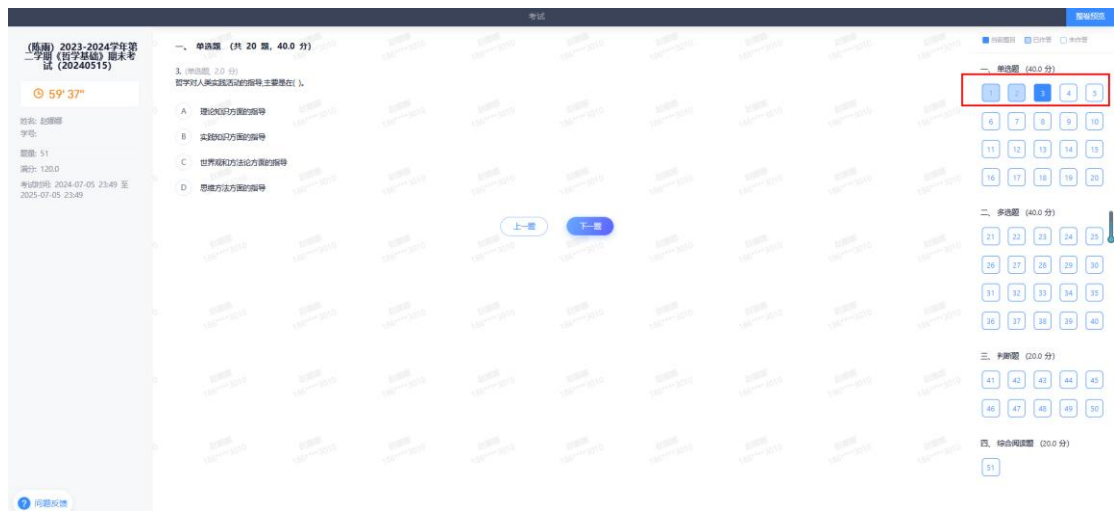 考试
整卷预览
(陈雨) 2023-2024学年第
二学期《哲学基础》期末考
试 (20240515)
59' 37"
姓名: 赵娜娜
学号:
题量: 51
满分: 120.0
考试时间: 2024-07-05 23:49 至
2025-07-05 23:49
问题反馈
一、 单选题 (共 20 题, 40.0 分)
3. (单选题, 2.0 分)
哲学对人类实践活动的指导,主要是在( )。
A 理论知识方面的指导
B 实践知识方面的指导
C 世界观和方法论方面的指导
D 思维方法方面的指导
上一题 下一题
当前题目 已作答 未作答
一、 单选题 (40.0 分)
1 2 3 4 5
6 7 8 9 10
11 12 13 14 15
16 17 18 19 20
二、 多选题 (40.0 分)
21 22 23 24 25
26 27 28 29 30
31 32 33 34 35
36 37 38 39 40
三、 判断题 (20.0 分)
41 42 43 44 45
46 47 48 49 50
四、 综合阅读题 (20.0 分)
51